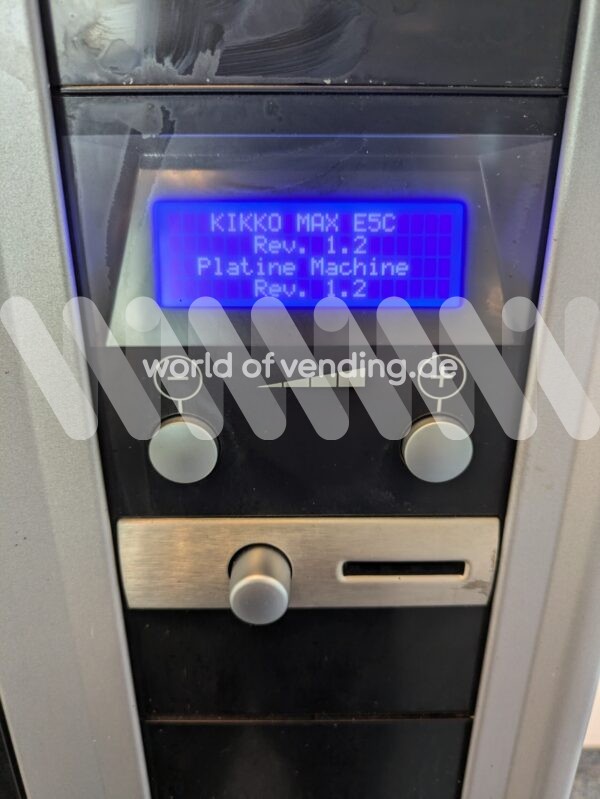 KIKKO MAX E5C
Rev. 1.2
Platine Machine
Rev. 1.2
world of vending.de